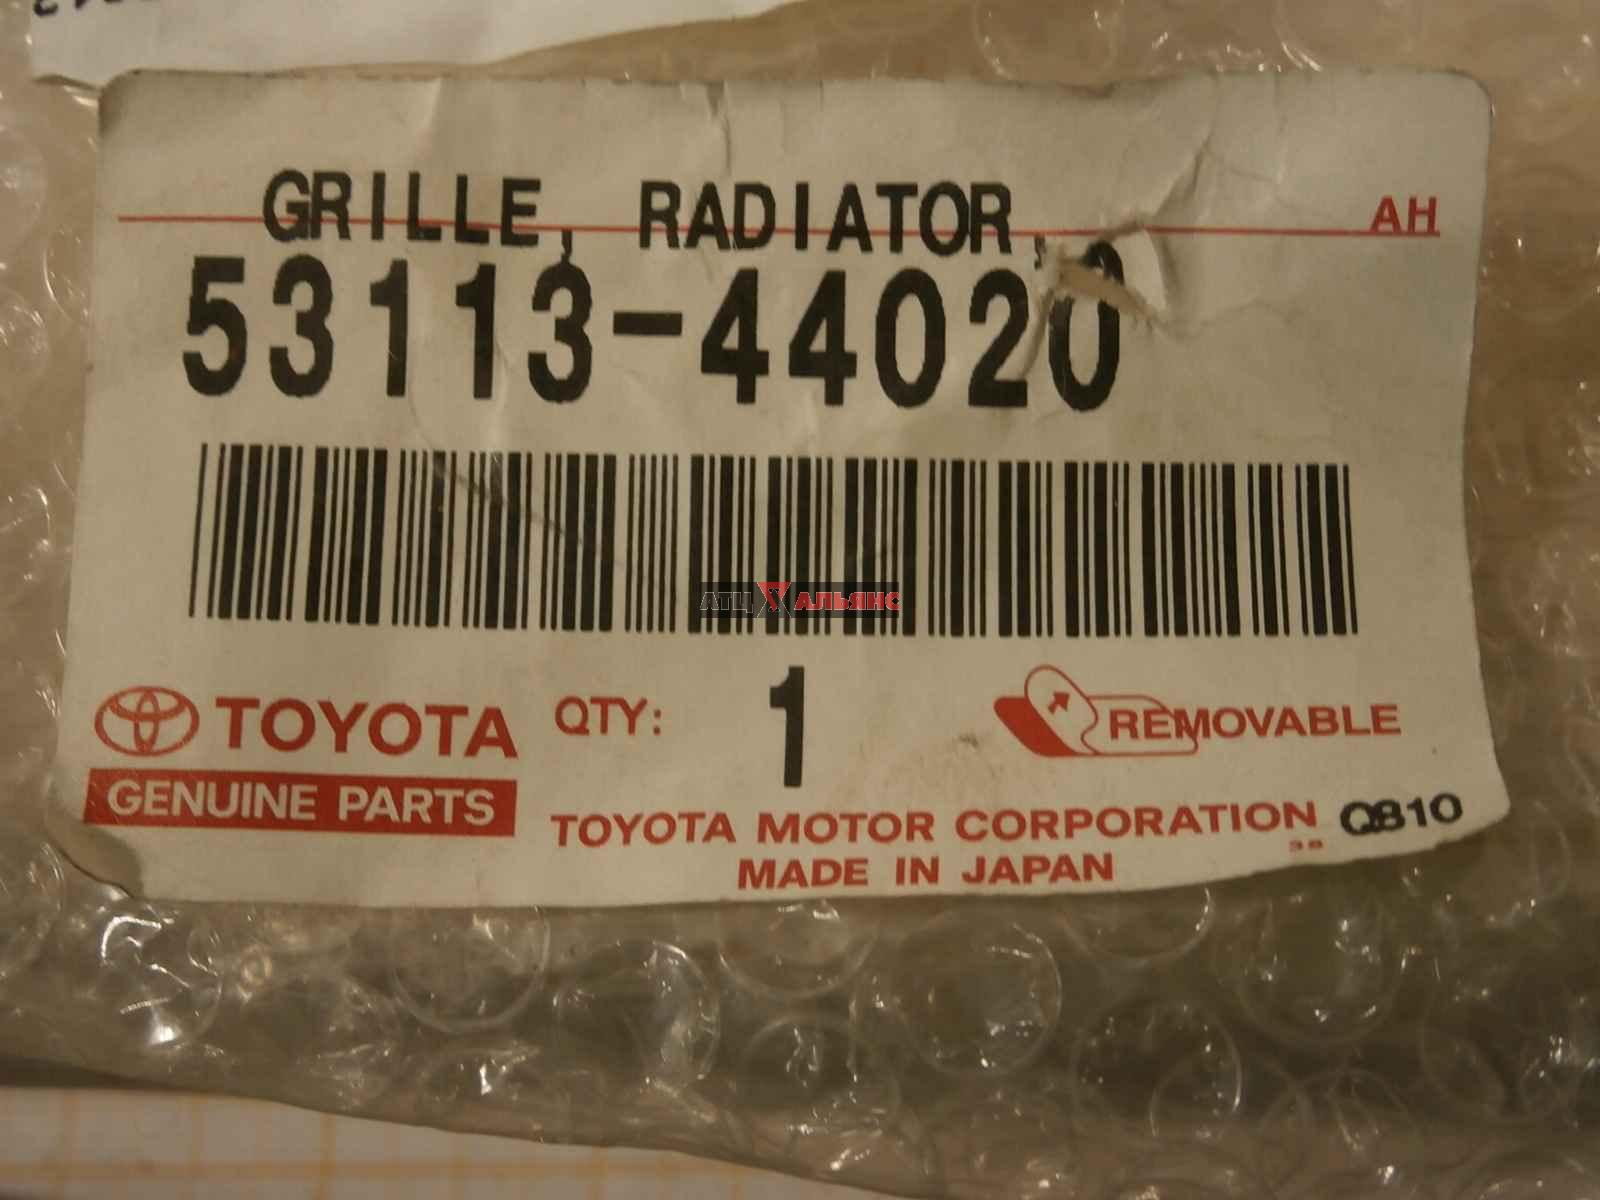 GRILLE, RADIATOR,
AH
53113-44020
АТЦ АЛЬЯНС
TOYOTA
GENUINE PARTS
QTY: 1
REMOVABLE
TOYOTA MOTOR CORPORATION Q810
MADE IN JAPAN